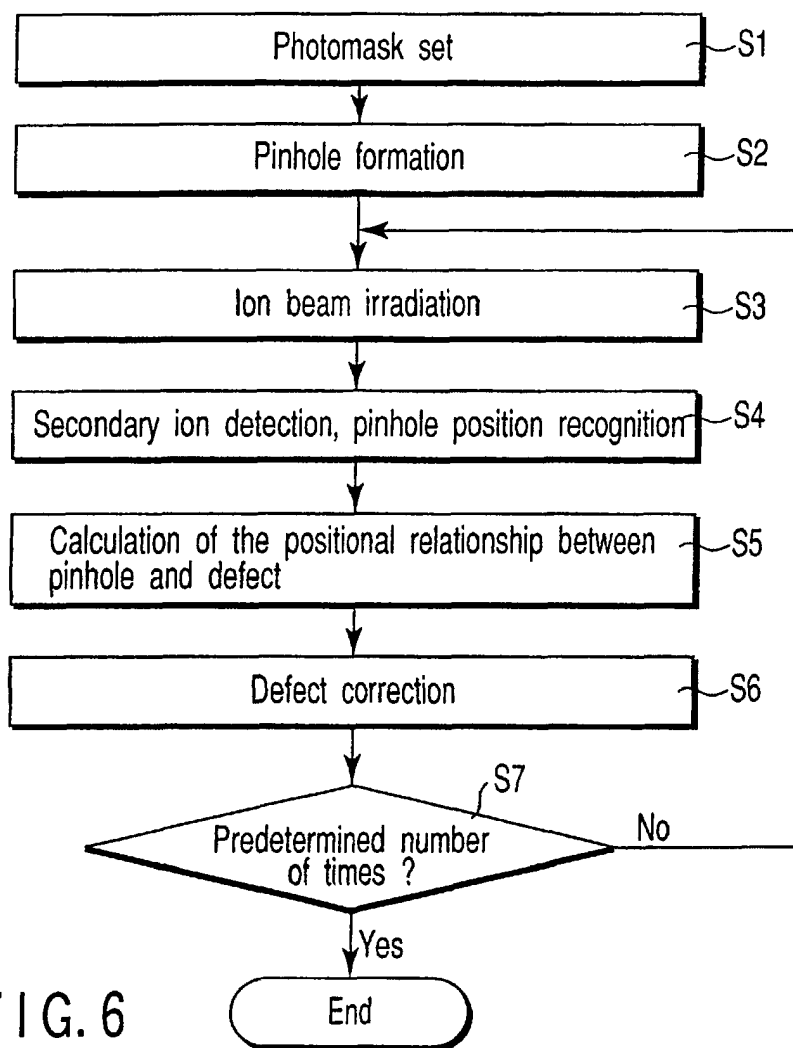 Photomask set
S1
Pinhole formation
S2
Ion beam irradiation
S3
Secondary ion detection, pinhole position recognition
S4
Calculation of the positional relationship between
pinhole and defect
S5
Defect correction
S6
S7
Predetermined number
of times ?
No
Yes
End
FIG. 6